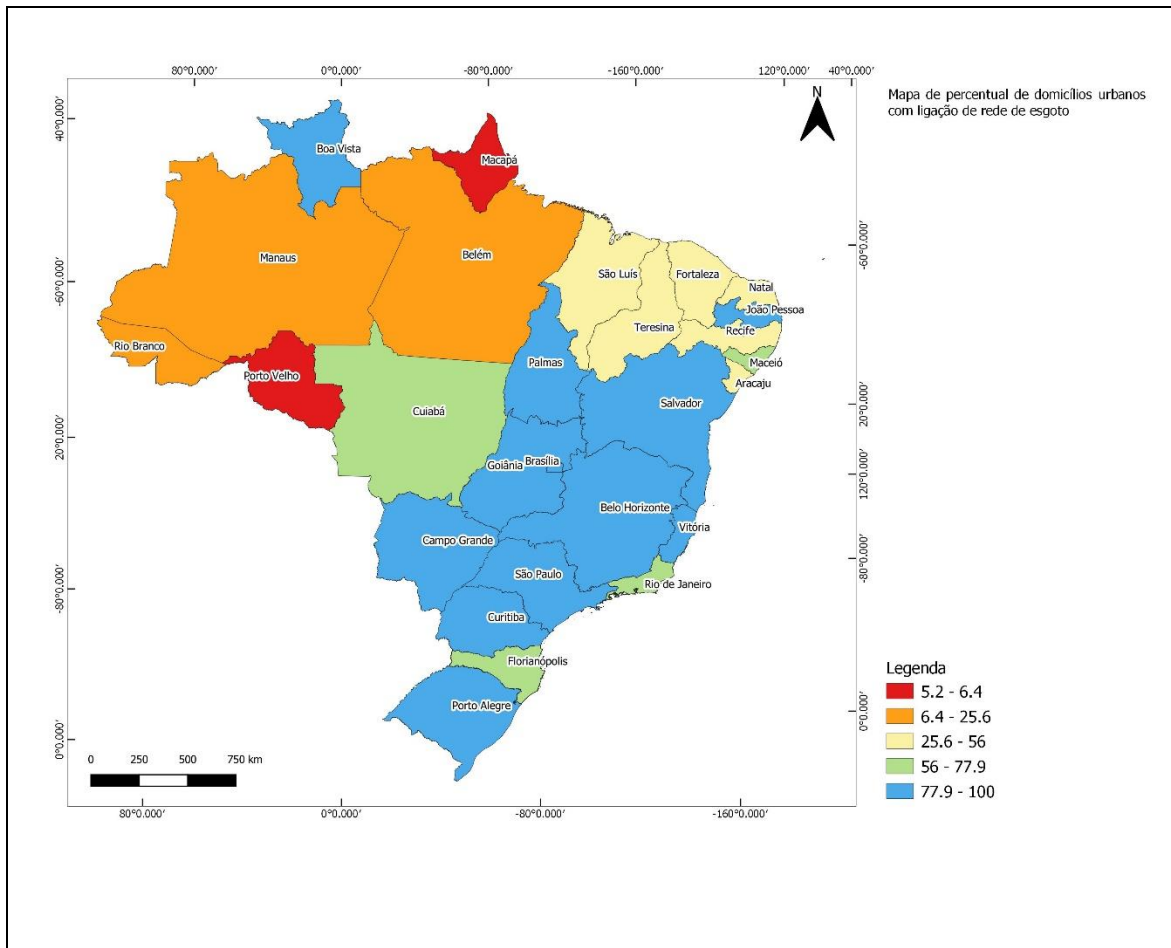 80°0.000' 0°0.000' -80°0.000' -160°0.000' 120°0.000' 40°0.000'
Mapa de percentual de domicílios urbanos
com ligação de rede de esgoto
N
40°0.000'
Boa Vista
Macapá
-60°0.000'
Manaus
Belém
São Luís
Fortaleza
Natal
-60°0.000'
João Pessoa
Teresina
Recife
Rio Branco
Palmas
Maceió
Porto Velho
Aracaju
Cuiabá
Salvador
20°0.000'
20°0.000'
Goiânia
Brasília
120°0.000'
Belo Horizonte
Vitória
Campo Grande
-80°0.000'
São Paulo
Rio de Janeiro
-80°0.000'
Curitiba
Florianópolis
Porto Alegre
0°0.000'
0°0.000'
Legenda
5.2 - 6.4
6.4 - 25.6
25.6 - 56
56 - 77.9
77.9 - 100
0 250 500 750 km
80°0.000' 0°0.000' -80°0.000' -160°0.000'